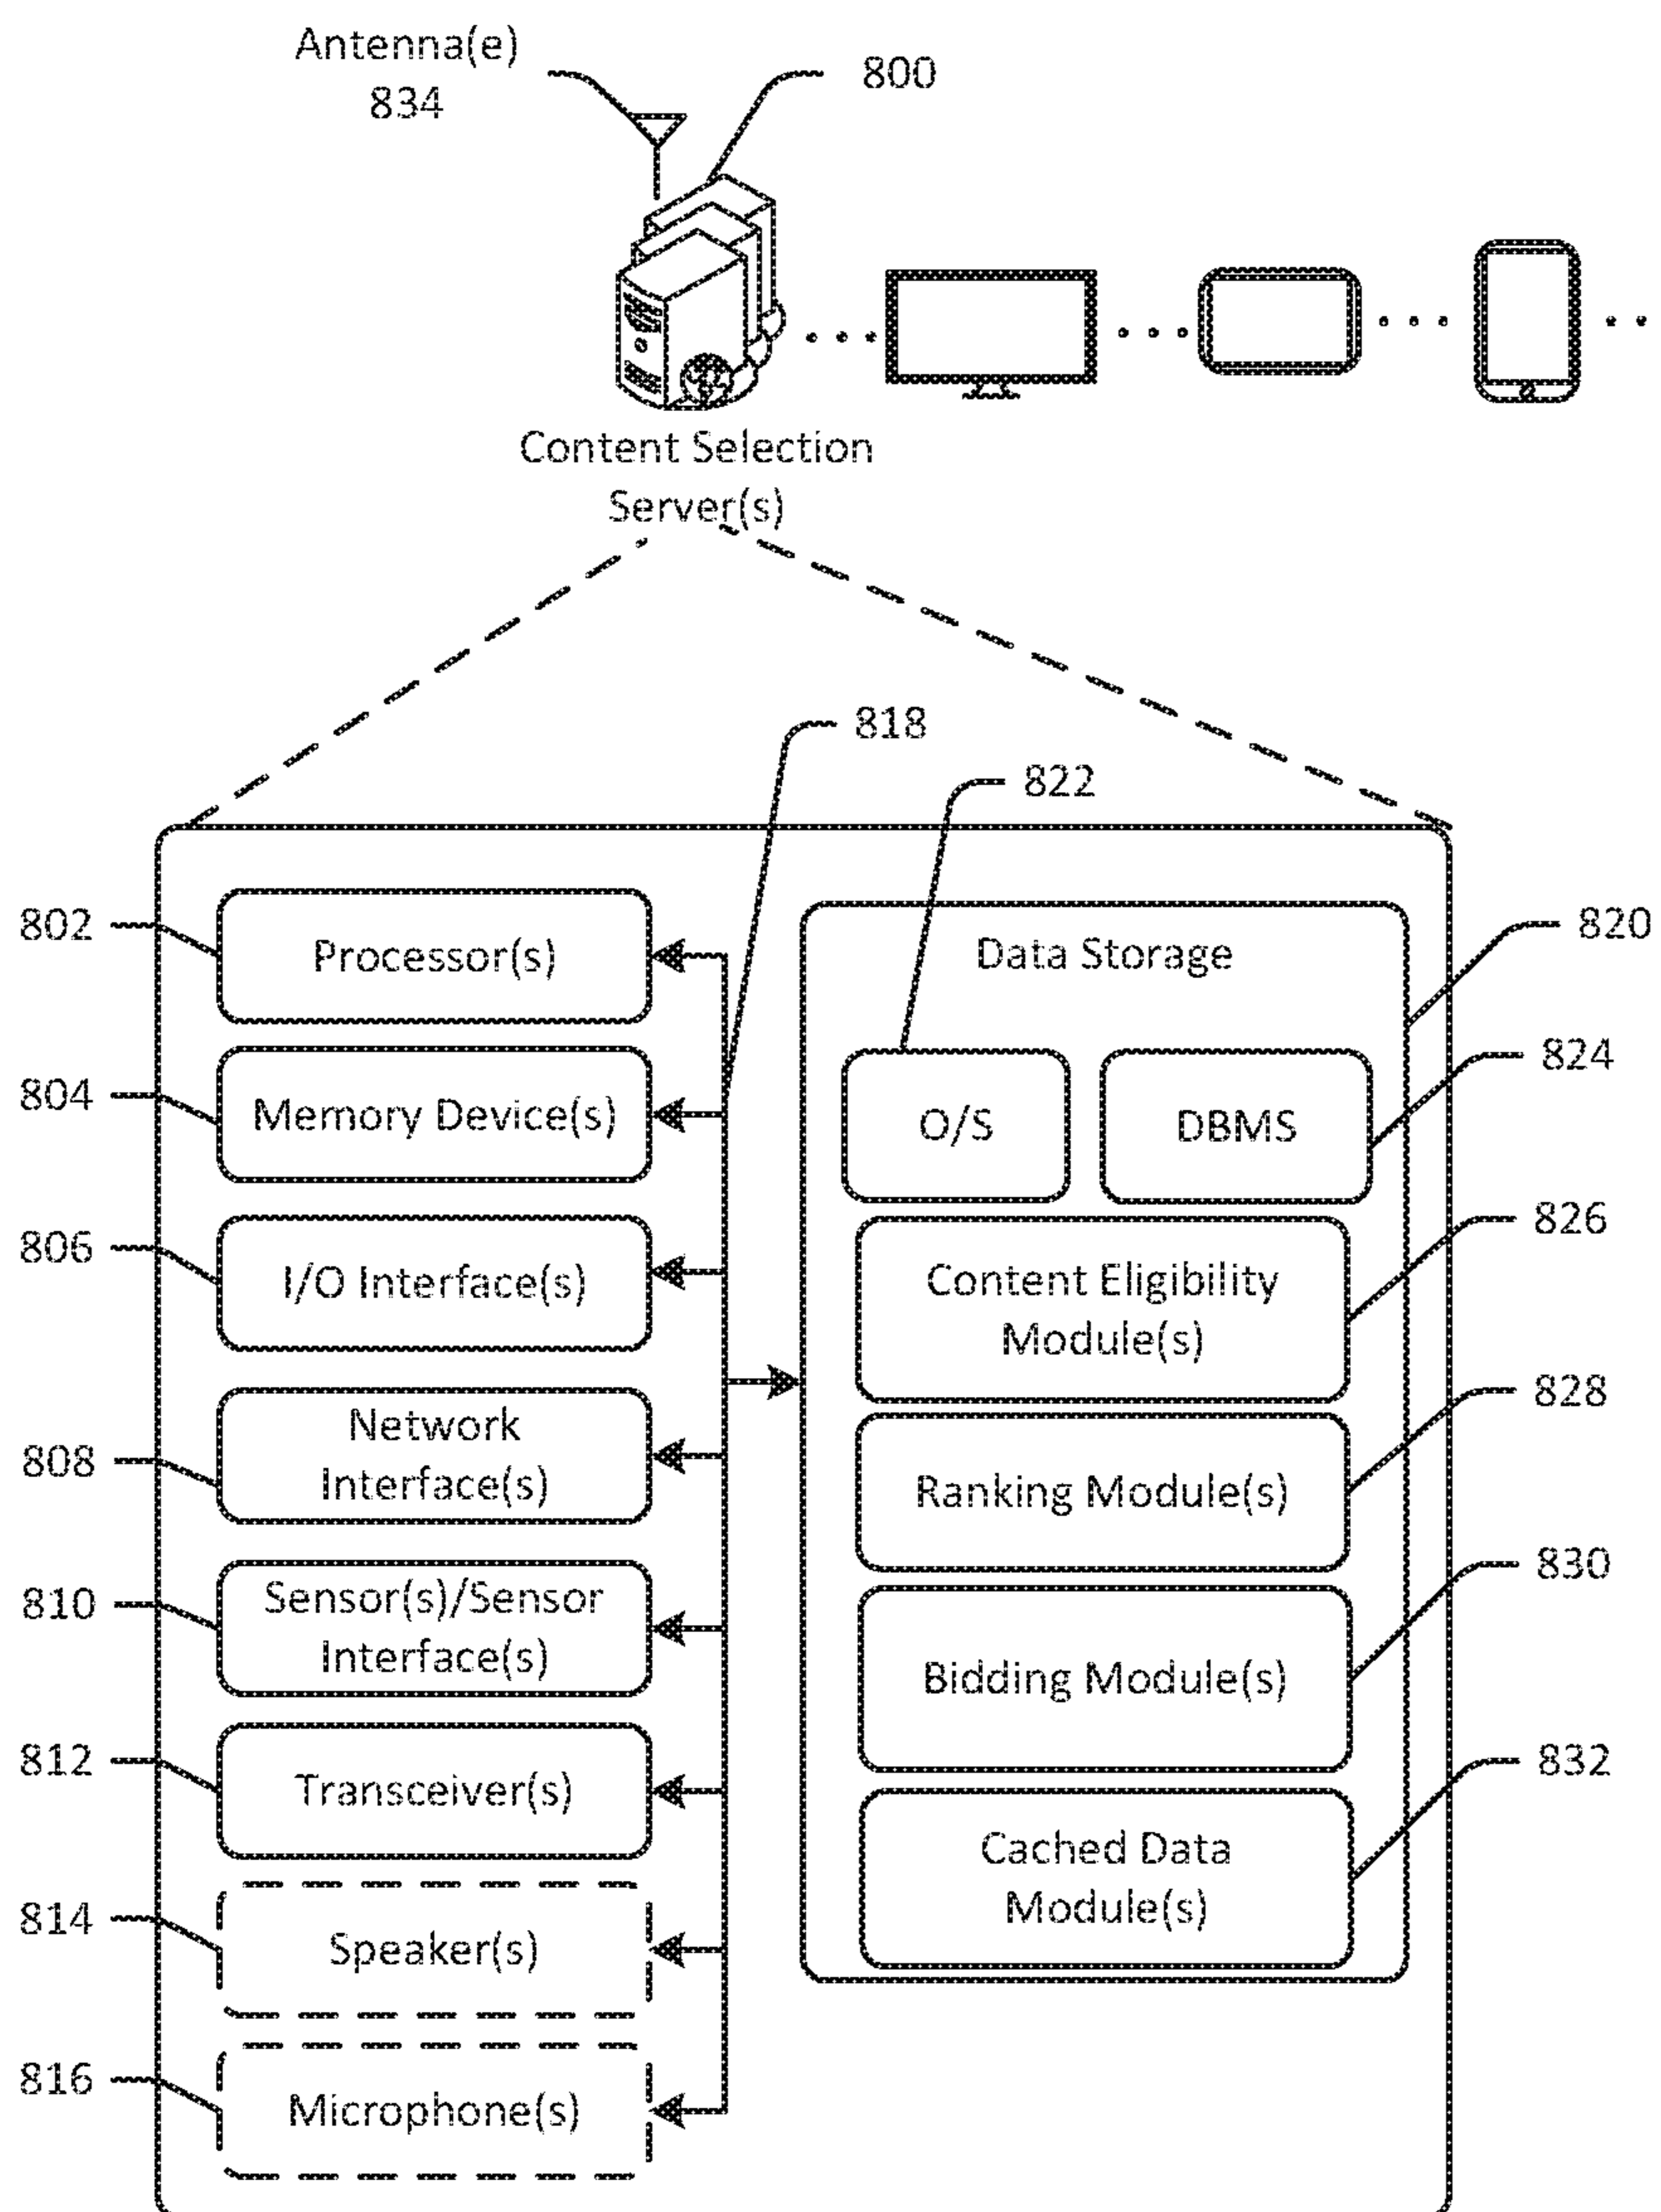 Antenna(e)
834
800
Content Selection
Server(s)
818
822
802
Processor(s)
804
Memory Device(s)
806
I/O Interface(s)
808
Network
Interface(s)
810
Sensor(s)/Sensor
Interface(s)
812
Transceiver(s)
814
Speaker(s)
816
Microphone(s)
Data Storage
820
O/S
DBMS
824
Content Eligibility
Module(s)
826
Ranking Module(s)
828
Bidding Module(s)
830
Cached Data
Module(s)
832